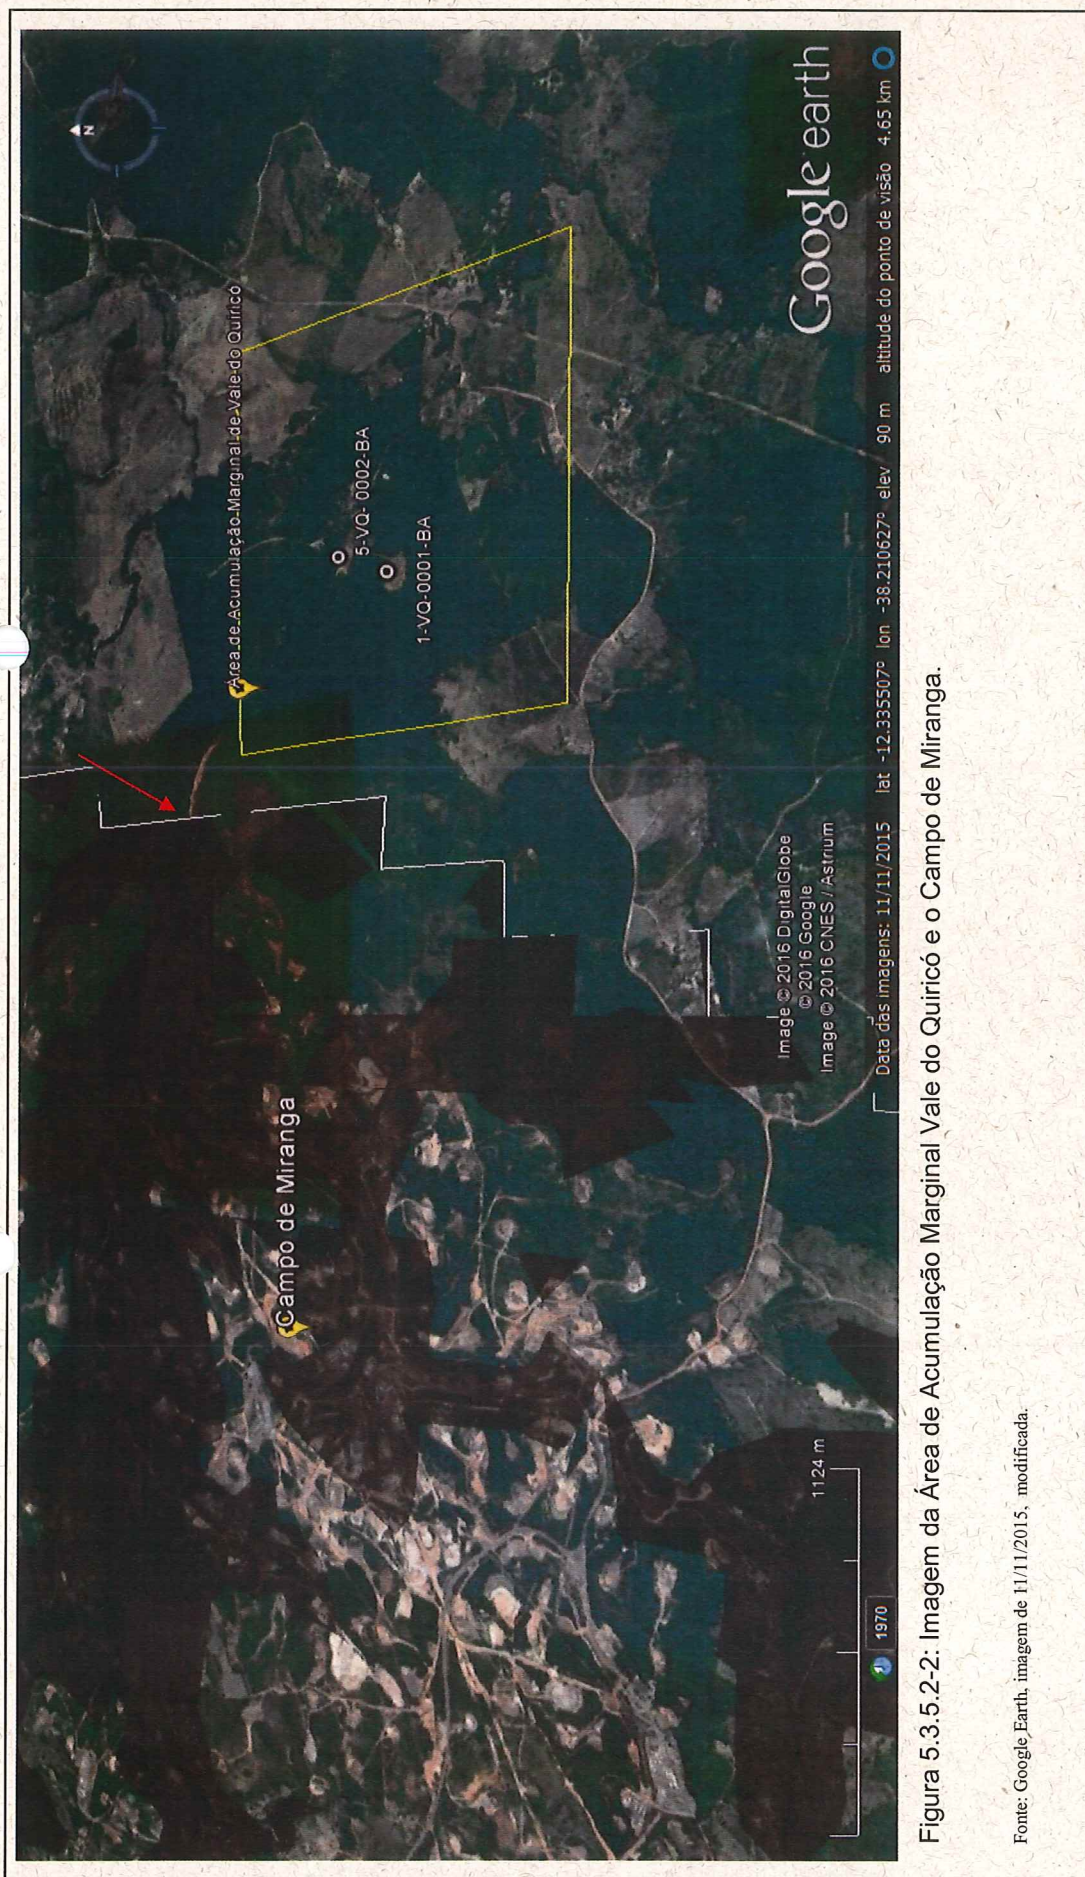 N
Área de Acumulação Marginal de Vale do Quiricó
5-VQ- 0002-BA
1-VQ-0001-BA
Campo de Miranga
Image © 2016 DigitalGlobe
© 2016 Google
Image © 2016 CNES / Astrium
Google earth
1124 m
1970
Data das imagens: 11/11/2015 lat -12.335507° lon -38.210627° elev 90 m altitude do ponto de visão 4.65 km
Figura 5.3.5.2-2: Imagem da Área de Acumulação Marginal Vale do Quiricó e o Campo de Miranga.
Fonte: Google Earth, imagem de 11/11/2015, modificada.